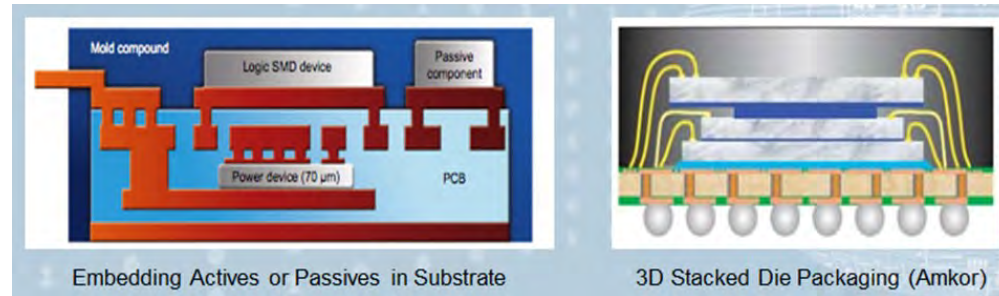 Mold compound
Logic SMD device
Passive
component
Power device (70 µm)
PCB
Embedding Actives or Passives in Substrate
3D Stacked Die Packaging (Amkor)